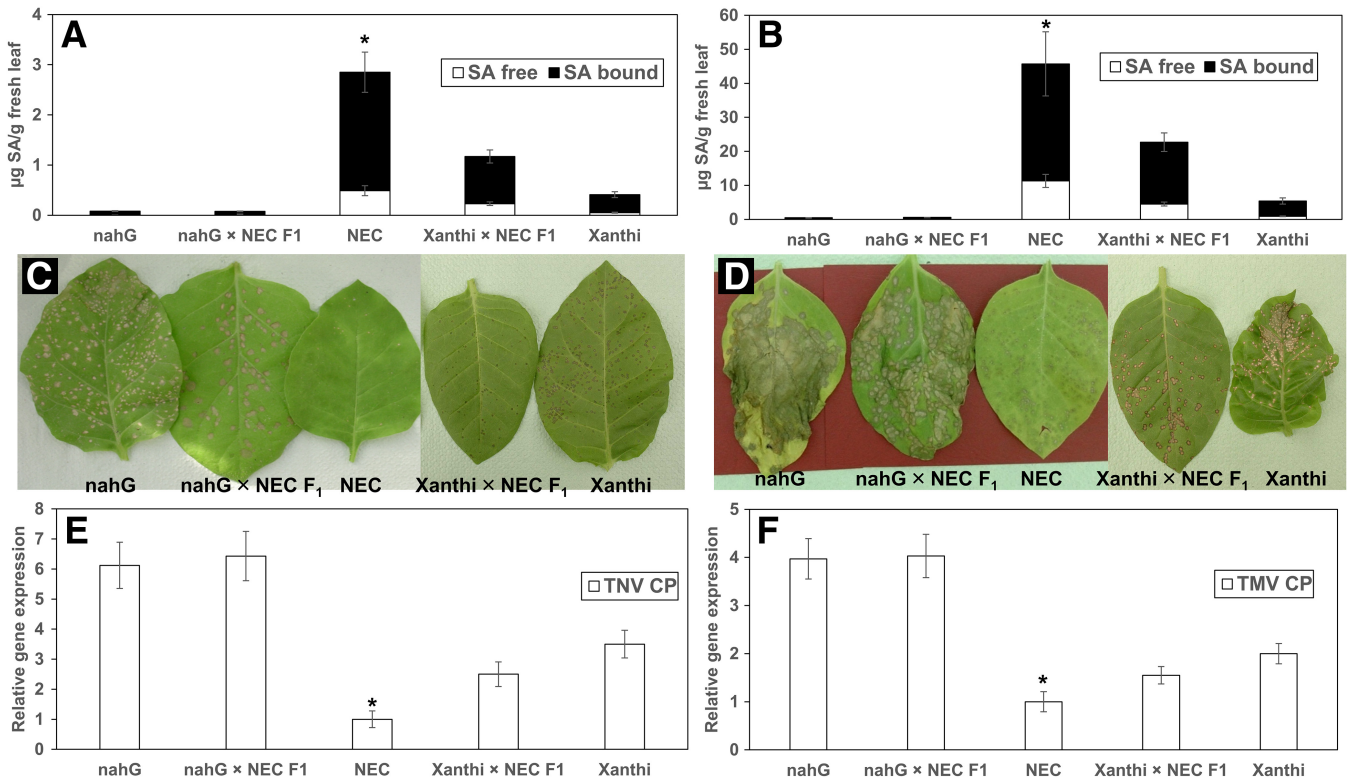 A
µg SA/g fresh leaf
4
3
2
1
0
*
SA free SA bound
nahG nahG × NEC F1 NEC Xanthi × NEC F1 Xanthi
B
µg SA/g fresh leaf
60
50
40
30
20
10
0
*
SA free SA bound
nahG nahG × NEC F1 NEC Xanthi × NEC F1 Xanthi
C
nahG nahG × NEC F1 NEC Xanthi × NEC F1 Xanthi
D
nahG nahG × NEC F1 NEC Xanthi × NEC F1 Xanthi
E
Relative gene expression
8
7
6
5
4
3
2
1
0
*
TNV CP
nahG nahG × NEC F1 NEC Xanthi × NEC F1 Xanthi
F
Relative gene expression
5
4
3
2
1
0
*
TMV CP
nahG nahG × NEC F1 NEC Xanthi × NEC F1 Xanthi